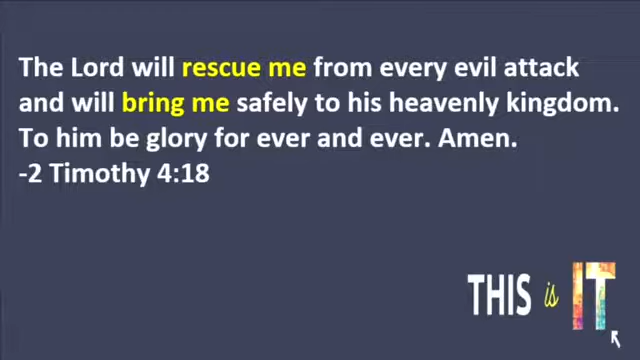 The Lord will rescue me from every evil attack
and will bring me safely to his heavenly kingdom.
To him be glory for ever and ever. Amen.
-2 Timothy 4:18
THIS is IT